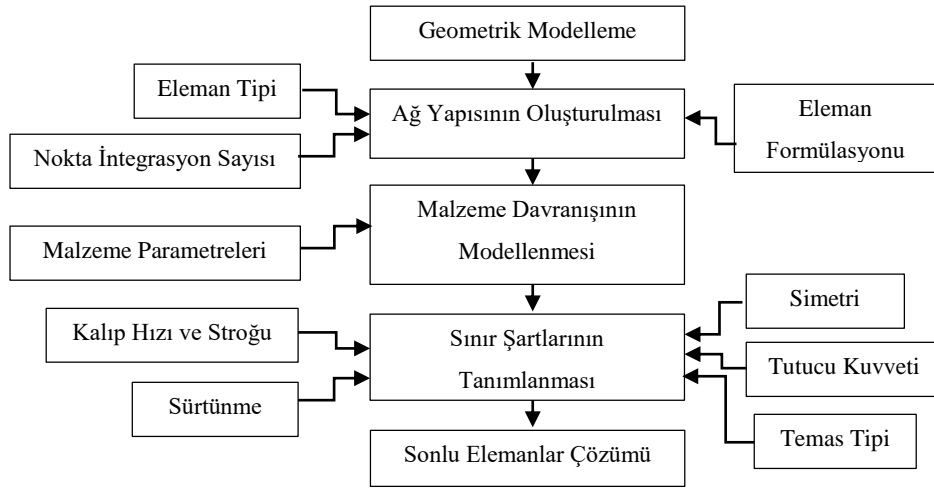 Geometrik Modelleme
Eleman Tipi
Ağ Yapısının Oluşturulması
Eleman
Formülasyonu
Nokta İntegrasyon Sayısı
Malzeme Davranışının
Modellenmesi
Malzeme Parametreleri
Simetri
Kalıp Hızı ve Stroğu
Sınır Şartlarının
Tanımlanması
Tutucu Kuvveti
Sürtünme
Temas Tipi
Sonlu Elemanlar Çözümü